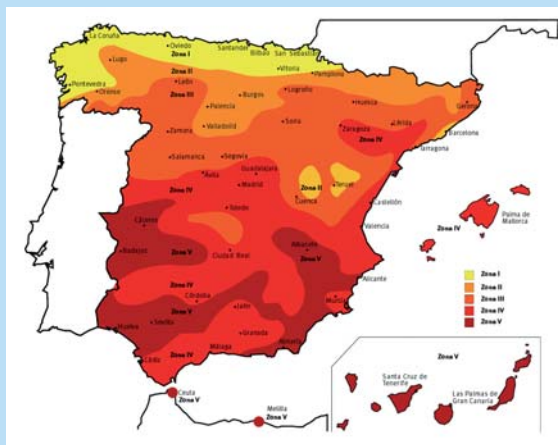 La Coruña
Oviedo
Santander
Bilbao
San Sebastián
Zona I
Lugo
Vitoria
Pamplona
Zona II
León
Pontevedra
Orense
Zona III
Burgos
Logroño
Huesca
Gerona
Palencia
Zamora
Valladolid
Soria
Zaragoza
Lérida
Zona IV
Barcelona
Tarragona
Salamanca
Segovia
Ávila
Guadalajara
Madrid
Zona II
Teruel
Zona IV
Cuenca
Castellón
Toledo
Palma de
Mallorca
Cáceres
Valencia
Zona IV
Badajoz
Zona V
Ciudad Real
Albacete
Zona V
Alicante
Zona IV
Córdoba
Jaén
Murcia
Zona V
Huelva
Sevilla
Granada
Almería
Málaga
Cádiz
Zona IV
Zona I
Zona II
Zona III
Zona IV
Zona V
Ceuta
Zona V
Melilla
Zona V
Zona V
Santa Cruz de
Tenerife
Las Palmas de
Gran Canaria